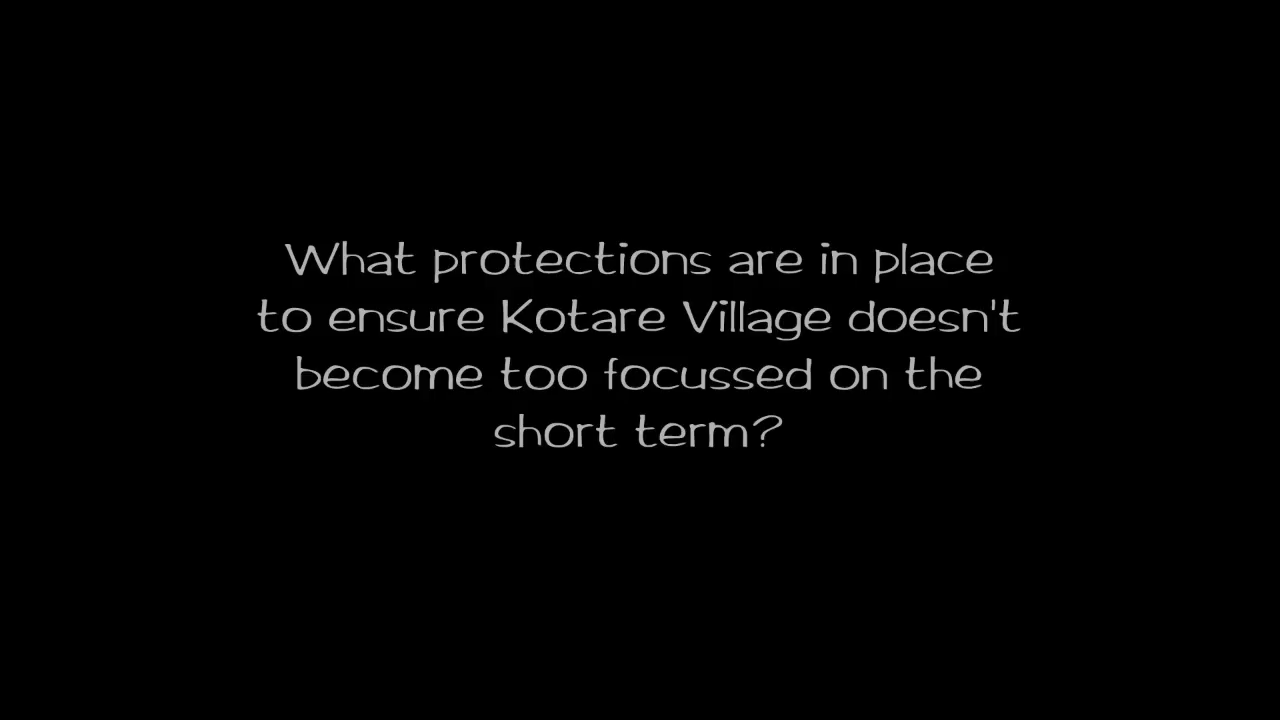 What protections are in place
to ensure Kotare Village doesn't
become too focussed on the
short term?